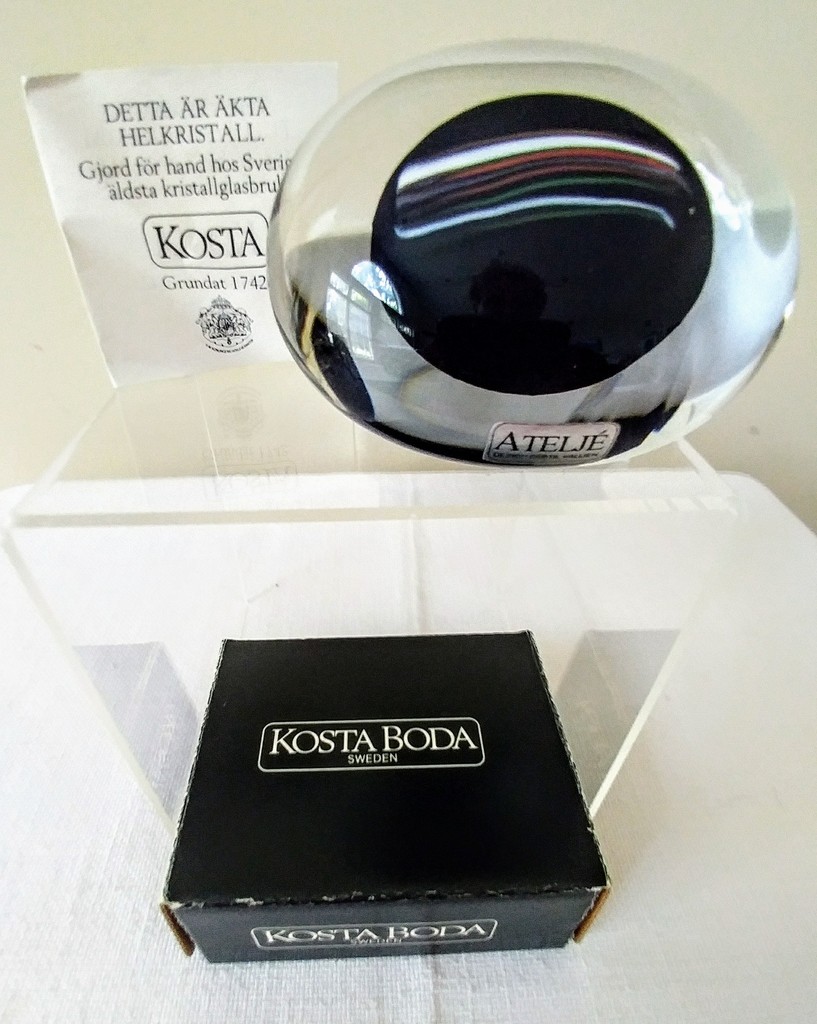 DETTA ÄR ÄKTA
HELKRISTALL.
Gjord för hand hos Sverig
äldsta kristallglasbruk
KOSTA
Grundat 1742
ATELJÉ
KOSTA BODA
SWEDEN
KOSTA BODA
SWEDEN